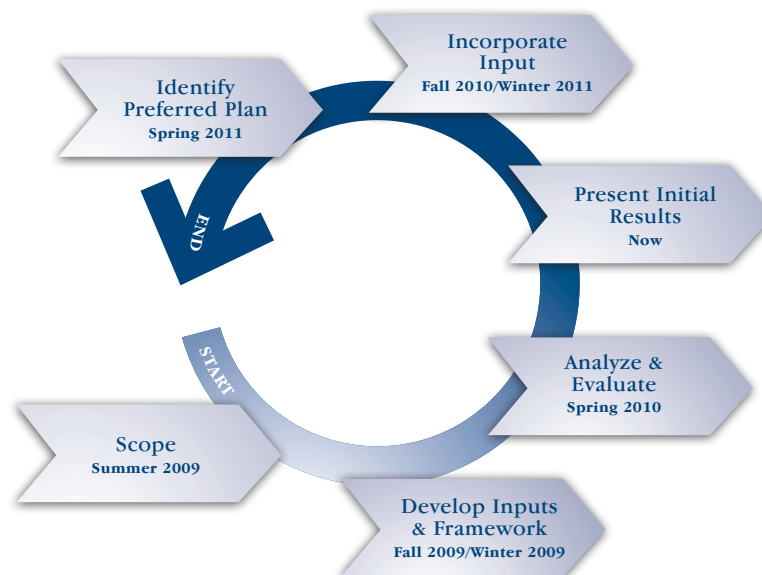 Incorporate
Input
Fall 2010/Winter 2011
Identify
Preferred Plan
Spring 2011
Present Initial
Results
Now
END
START
Analyze &
Evaluate
Spring 2010
Scope
Summer 2009
Develop Inputs
& Framework
Fall 2009/Winter 2009